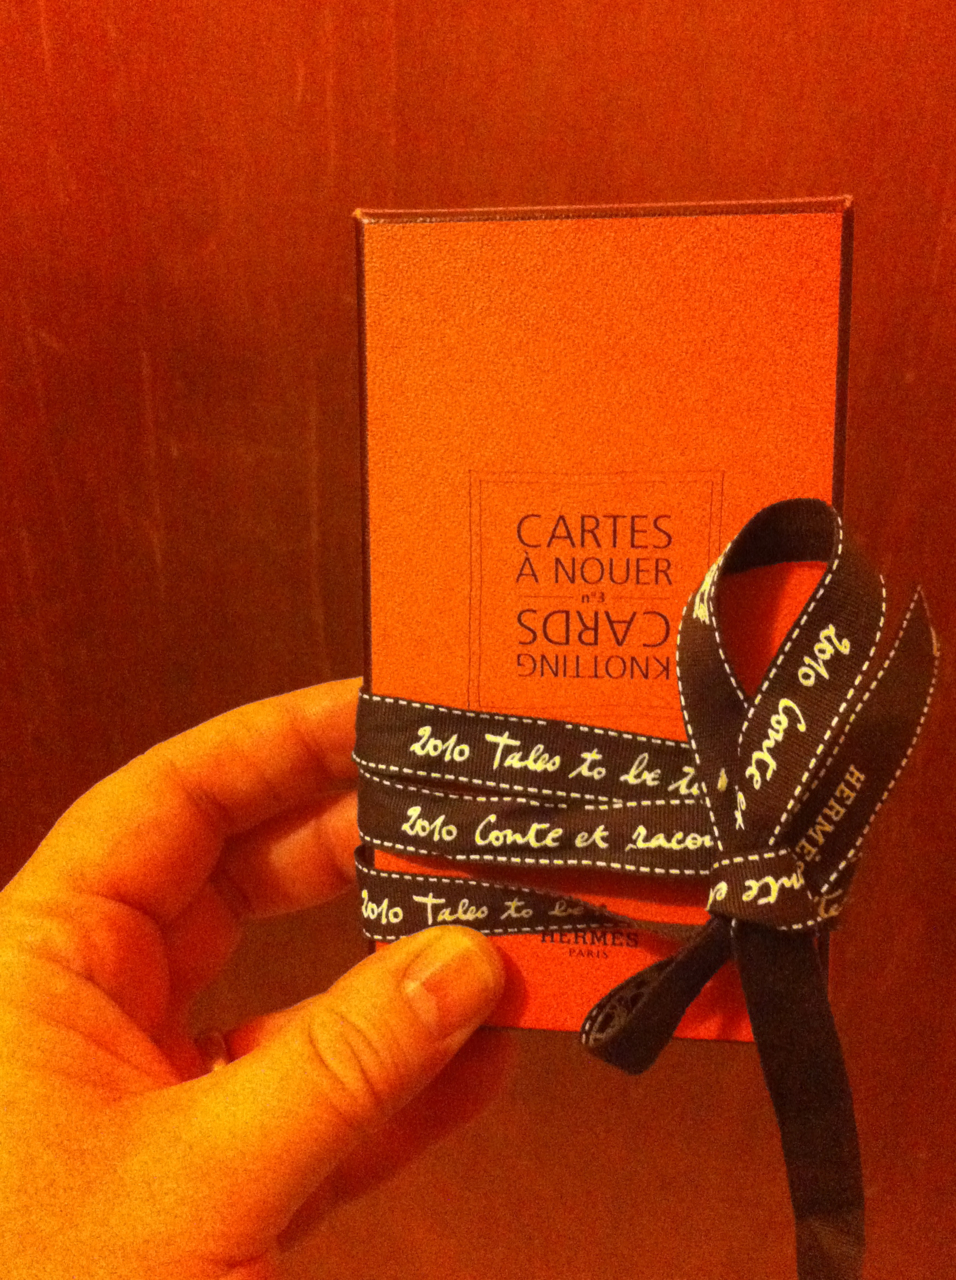 CARTES
À NOUER
n°3
CARDS
KNOTTING
2010 Tales to be
2010 Conte et
2010 Tales to be
HERMÈS
PARIS
2010 Conte et
HERMÈS